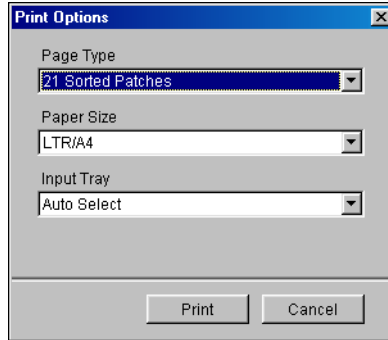 Print Options
Page Type
21 Sorted Patches
Paper Size
LTR/A4
Input Tray
Auto Select
Print Cancel